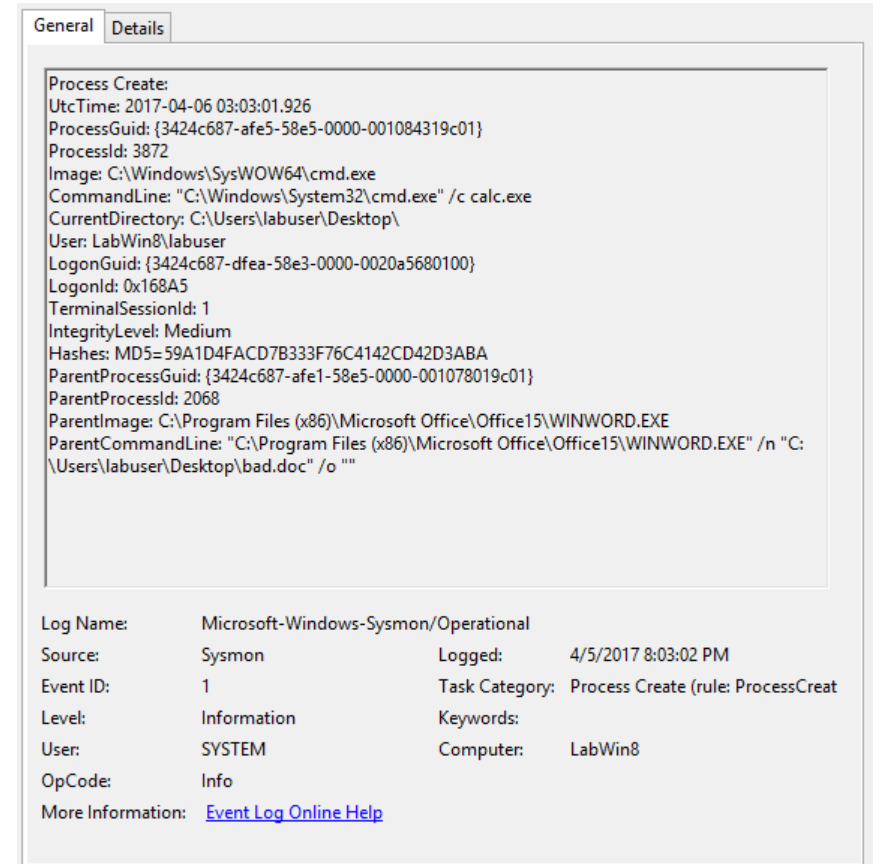 General Details
Process Create:
UtcTime: 2017-04-06 03:03:01.926
ProcessGuid: {3424c687-afe5-58e5-0000-001084319c01}
ProcessId: 3872
Image: C:\Windows\SysWOW64\cmd.exe
CommandLine: "C:\Windows\System32\cmd.exe" /c calc.exe
CurrentDirectory: C:\Users\labuser\Desktop\
User: LabWin8\labuser
LogonGuid: {3424c687-dfea-58e3-0000-0020a5680100}
LogonId: 0x168A5
TerminalSessionId: 1
IntegrityLevel: Medium
Hashes: MD5=59A1D4FACD7B333F76C4142CD42D3ABA
ParentProcessGuid: {3424c687-afe1-58e5-0000-001078019c01}
ParentProcessId: 2068
ParentImage: C:\Program Files (x86)\Microsoft Office\Office15\WINWORD.EXE
ParentCommandLine: "C:\Program Files (x86)\Microsoft Office\Office15\WINWORD.EXE" /n "C:
\Users\labuser\Desktop\bad.doc" /o ""
Log Name: Microsoft-Windows-Sysmon/Operational
Source: Sysmon Logged: 4/5/2017 8:03:02 PM
Event ID: 1 Task Category: Process Create (rule: ProcessCreat
Level: Information Keywords:
User: SYSTEM Computer: LabWin8
OpCode: Info
More Information: Event Log Online Help